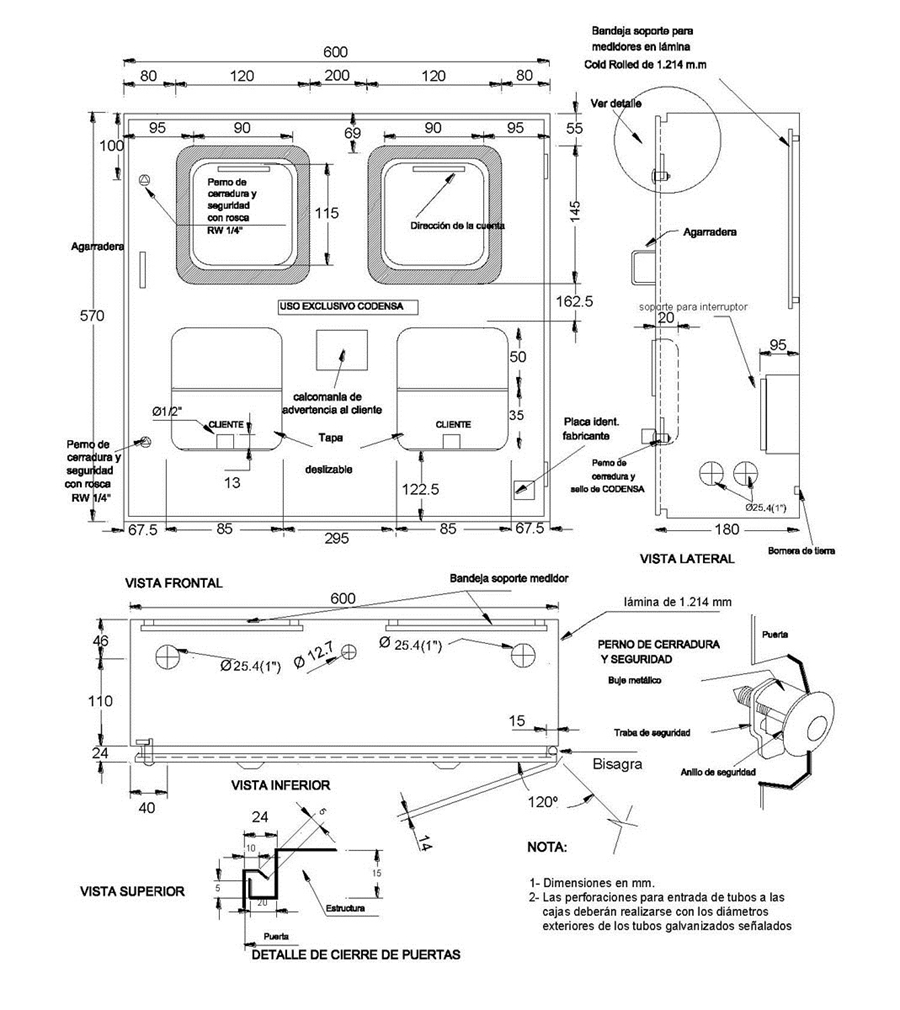 Bandeja soporte para
medidores en lámina
Cold Rolled de 1.214 m.m
600
80
120
200
120
80
Ver detalle
95
90
69
90
95
55
100
Perno de
cerradura y
seguridad
con rosca
RW 1/4"
115
Dirección de la cuenta
145
Agarradera
Agarradera
570
USO EXCLUSIVO CODENSA
162.5
soporte para interruptor
20
95
50
calcomania de
advertencia al cliente
Ø1/2"
CLIENTE
CLIENTE
35
Placa ident.
fabricante
Tapa
deslizable
Perno de
cerradura y
seguridad
con rosca
RW 1/4"
13
122.5
Perno de
cerradura y
sello de CODENSA
Ø25.4(1")
67.5
85
295
85
67.5
180
Bornera de tierra
VISTA LATERAL
VISTA FRONTAL
Bandeja soporte medidor
600
lámina de 1.214 mm
46
Ø25.4(1")
Ø 12.7
Ø 25.4(1")
110
15
24
40
Bisagra
VISTA INFERIOR
120º
14
PERNO DE CERRADURA
Y SEGURIDAD
Puerta
Buje metálico
Traba de seguridad
Anillo de seguridad
24
6
10
5
20
15
VISTA SUPERIOR
Estructura
Puerta
DETALLE DE CIERRE DE PUERTAS
NOTA:
1- Dimensiones en mm.
2- Las perforaciones para entrada de tubos a las
cajas deberán realizarse con los diámetros
exteriores de los tubos galvanizados señalados